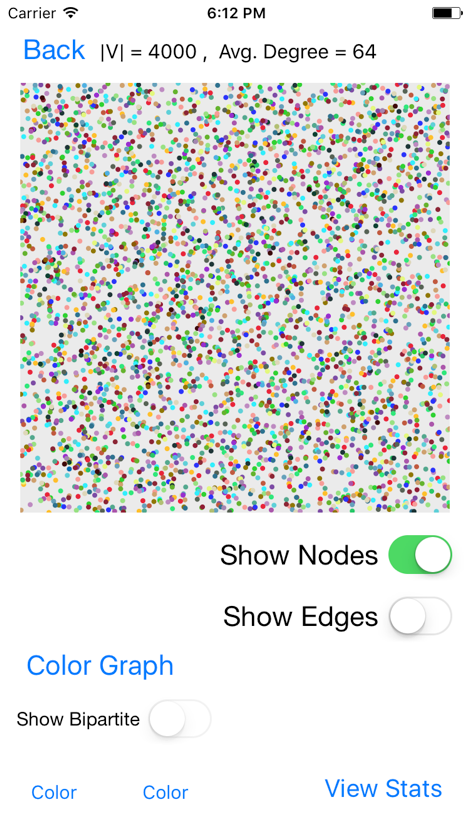 Carrier 6:12 PM
Back |V| = 4000 , Avg. Degree = 64
Show Nodes
Show Edges
Color Graph
Show Bipartite
Color Color View Stats